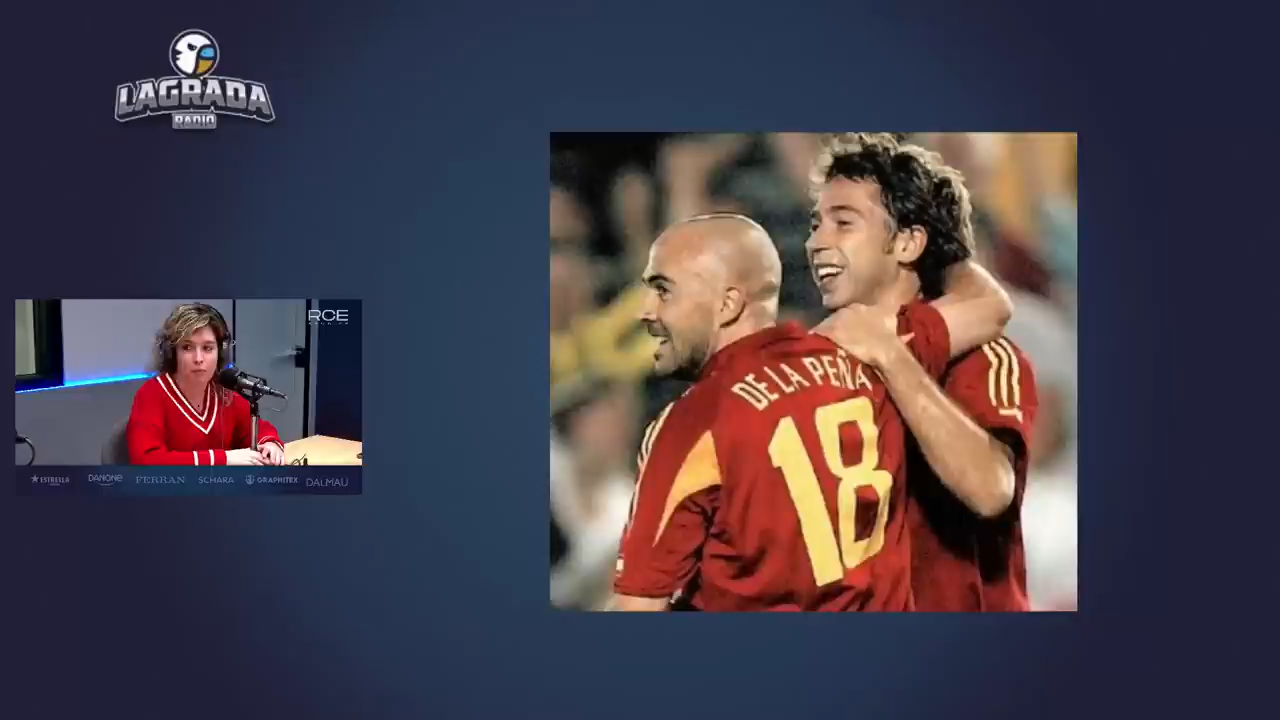 LAGRADA
RADIO
RCE
ESTRELLA
DANONE
FERRAN
SCHARA
GRAPHITEX
DALMAU
DE LA PEÑA
18